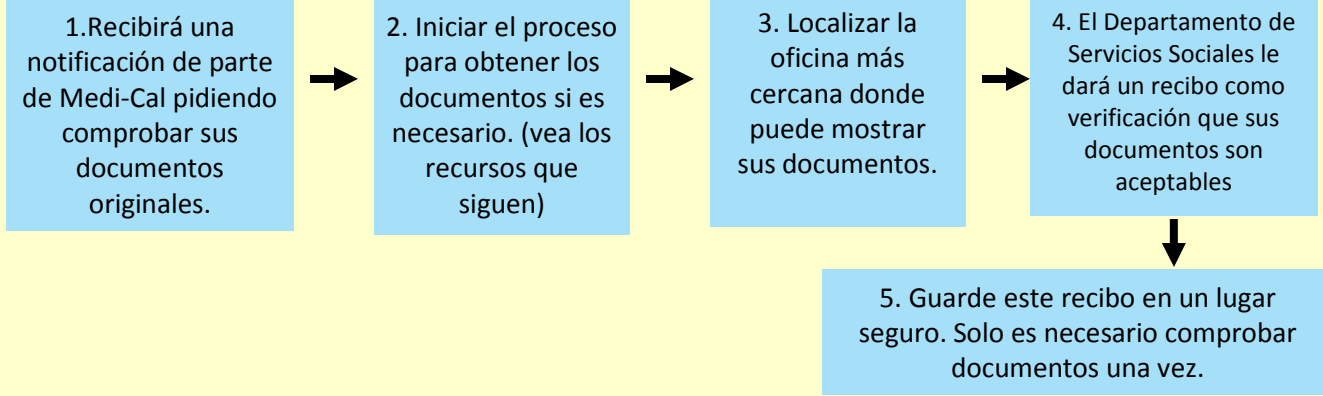 1.Recibirá una
notificación de parte
de Medi-Cal pidiendo
comprobar sus
documentos
originales.
2. Iniciar el proceso
para obtener los
documentos si es
necesario. (vea los
recursos que
siguen)
3. Localizar la
oficina más
cercana donde
puede mostrar
sus documentos.
4. El Departamento de
Servicios Sociales le
dará un recibo como
verificación que sus
documentos son
aceptables
5. Guarde este recibo en un lugar
seguro. Solo es necesario comprobar
documentos una vez.